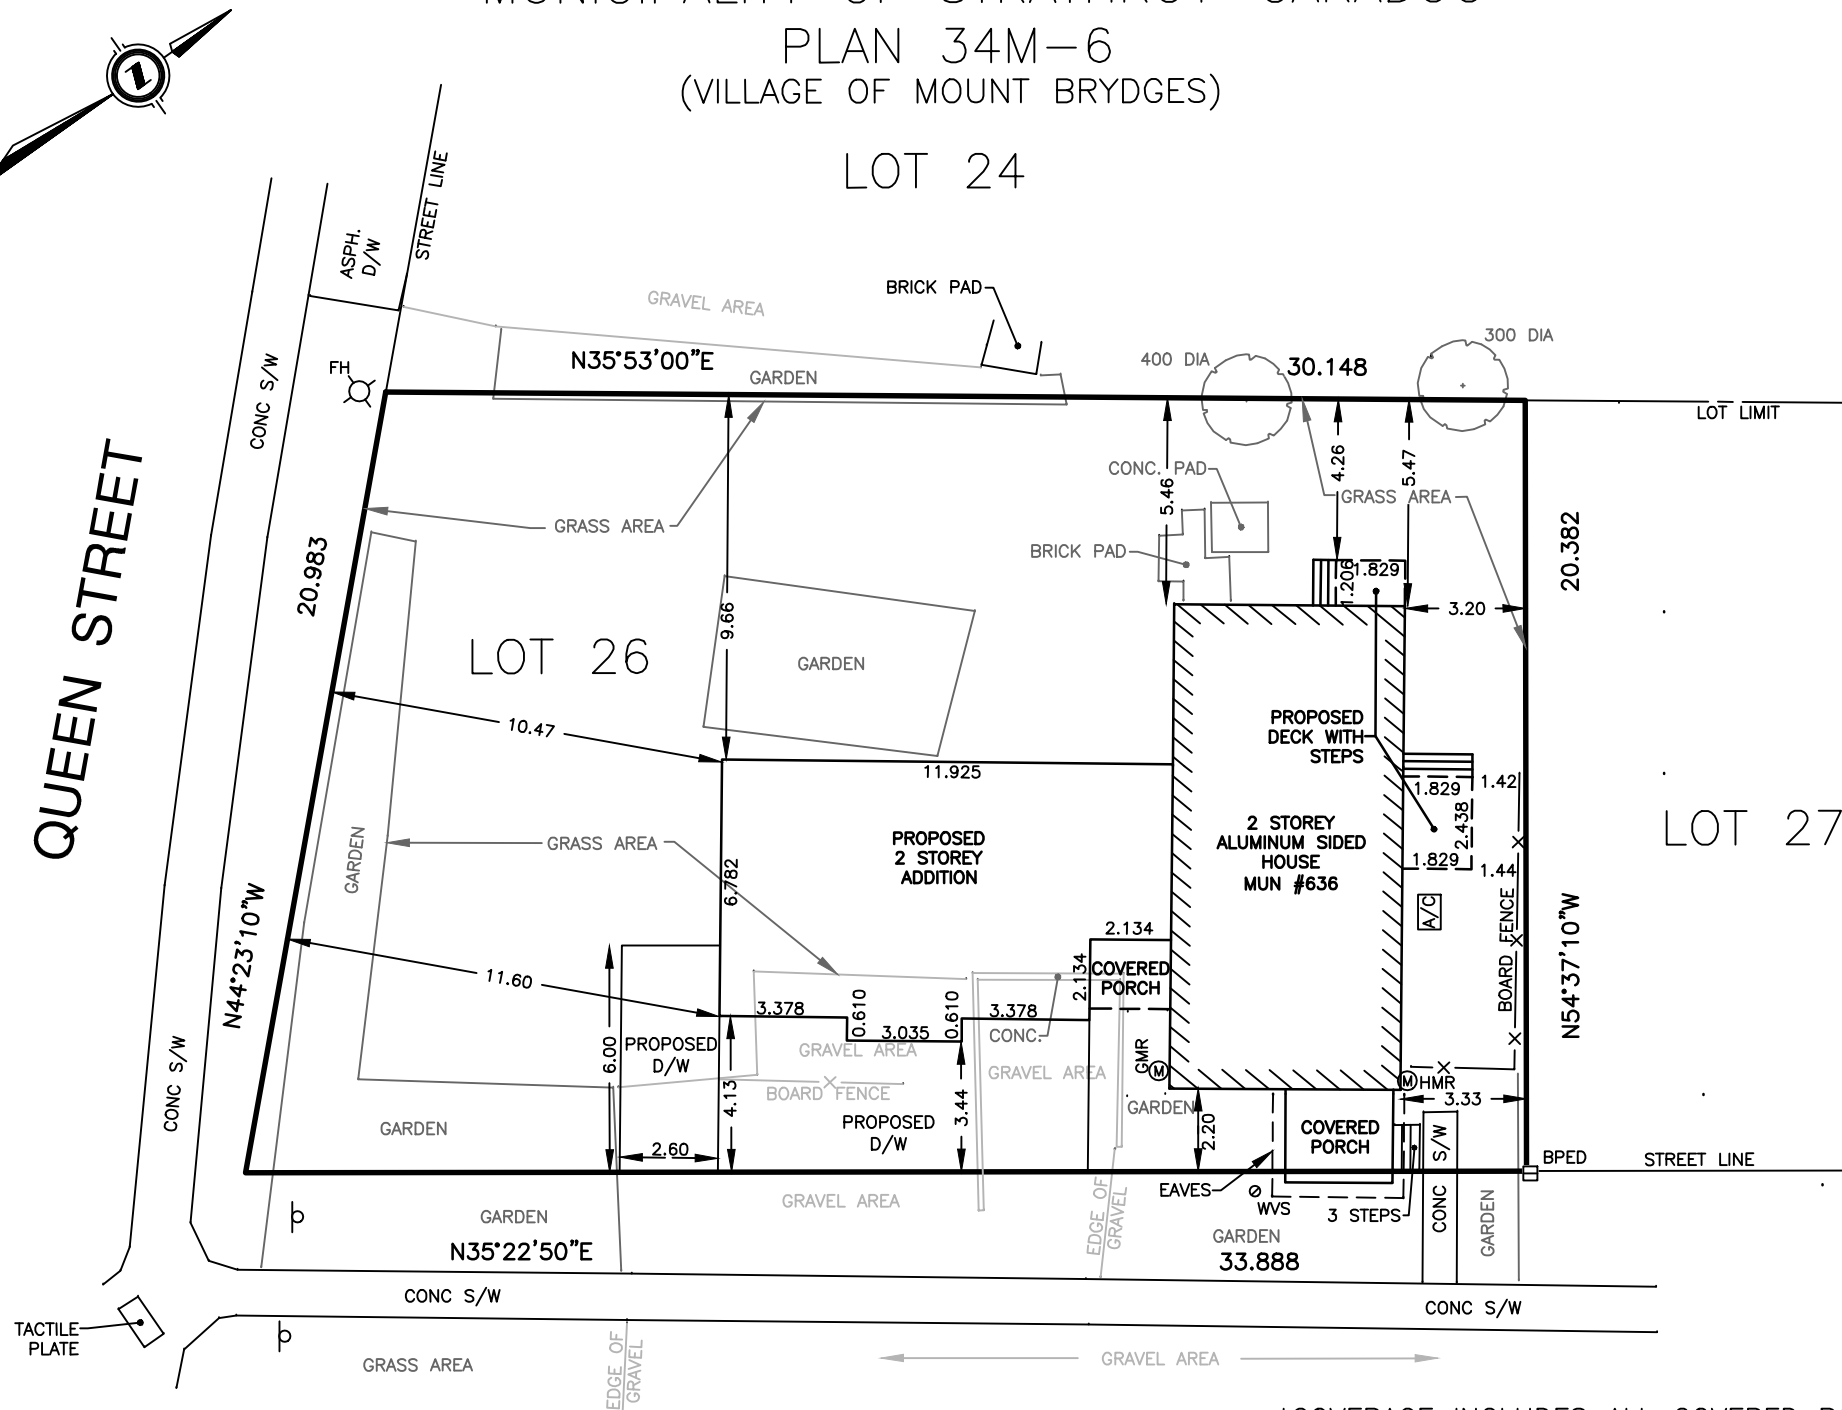 PLAN 34M-6
(VILLAGE OF MOUNT BRYDGES)
LOT 24
STREET LINE
ASPH.
D/W
BRICK PAD
GRAVEL AREA
300 DIA
400 DIA
30.148
FH
N35°53'00"E
GARDEN
CONC S/W
LOT LIMIT
4.26
5.47
5.46
CONC. PAD
GRASS AREA
GRASS AREA
QUEEN STREET
20.983
20.382
BRICK PAD
1.206
1.829
3.20
9.66
LOT 26
GARDEN
10.47
PROPOSED
DECK WITH
STEPS
11.925
1.829
1.42
2.438
LOT 27
GARDEN
GRASS AREA
PROPOSED
2 STOREY
ADDITION
2 STOREY
ALUMINUM SIDED
HOUSE
MUN #636
1.829
1.44
6.782
A/C
BOARD FENCE
N44°23'10"W
N54°37'10"W
2.134
2.134
COVERED
PORCH
11.60
3.378
0.610
3.035
0.610
3.378
CONC.
6.00
PROPOSED
D/W
GRAVEL AREA
GRAVEL AREA
GMR
M
M
HMR
3.33
4.13
BOARD FENCE
3.44
GARDEN
2.20
CONC S/W
GARDEN
PROPOSED
D/W
COVERED
PORCH
2.60
S/W
CONC
BPED
STREET LINE
EAVES
WVS
3 STEPS
GRAVEL AREA
EDGE OF
GRAVEL
GARDEN
GARDEN
GARDEN
N35°22'50"E
33.888
CONC S/W
CONC S/W
TACTILE
PLATE
GRASS AREA
EDGE OF
GRAVEL
GRAVEL AREA